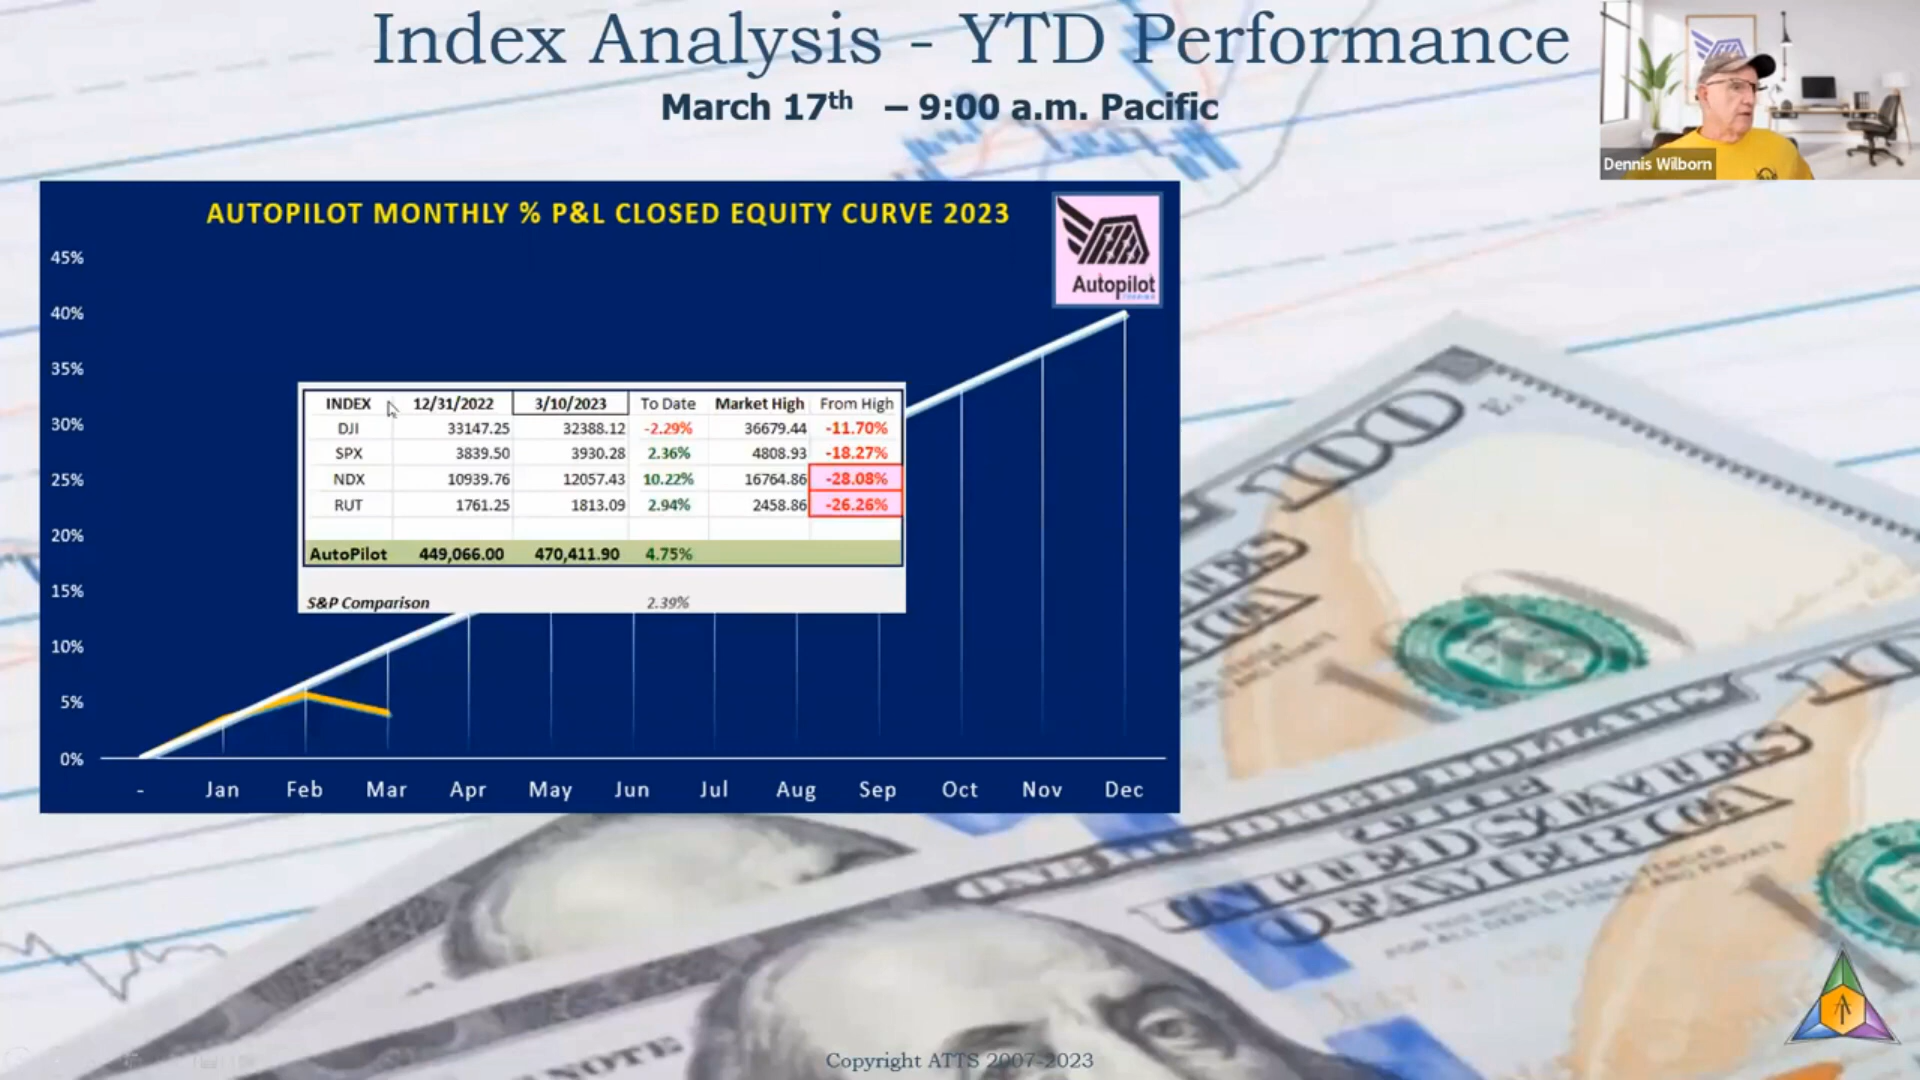 Index Analysis - YTD Performance
March 17th – 9:00 a.m. Pacific
Dennis Wilborn
AUTOPILOT MONTHLY % P&L CLOSED EQUITY CURVE 2023
Autopilot
45%
40%
35%
30%
25%
20%
15%
10%
5%
0%
INDEX 12/31/2022 3/10/2023 To Date Market High From High
DJI 33147.25 32388.12 -2.29% 36679.44 -11.70%
SPX 3839.50 3930.28 2.36% 4808.93 -18.27%
NDX 10939.76 12057.43 10.22% 16764.86 -28.08%
RUT 1761.25 1813.09 2.94% 2458.86 -26.26%
AutoPilot 449,066.00 470,411.90 4.75%
S&P Comparison 2.39%
- Jan Feb Mar Apr May Jun Jul Aug Sep Oct Nov Dec
100
NOTE
Copyright ATTS 2007-2023